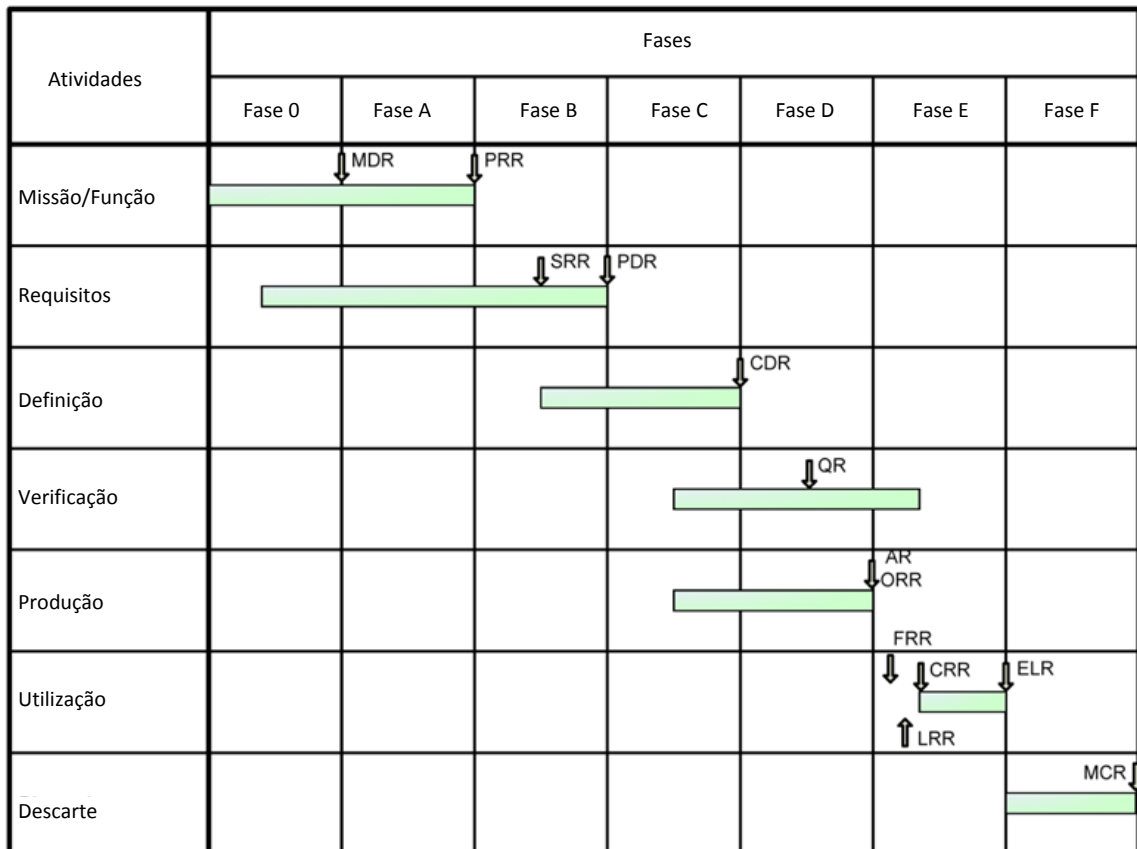 Atividades
Fases
Fase 0
Fase A
Fase B
Fase C
Fase D
Fase E
Fase F
Missão/Função
MDR
PRR
Requisitos
SRR
PDR
Definição
CDR
Verificação
QR
Produção
AR
ORR
Utilização
FRR
CRR
ELR
LRR
Descarte
MCR